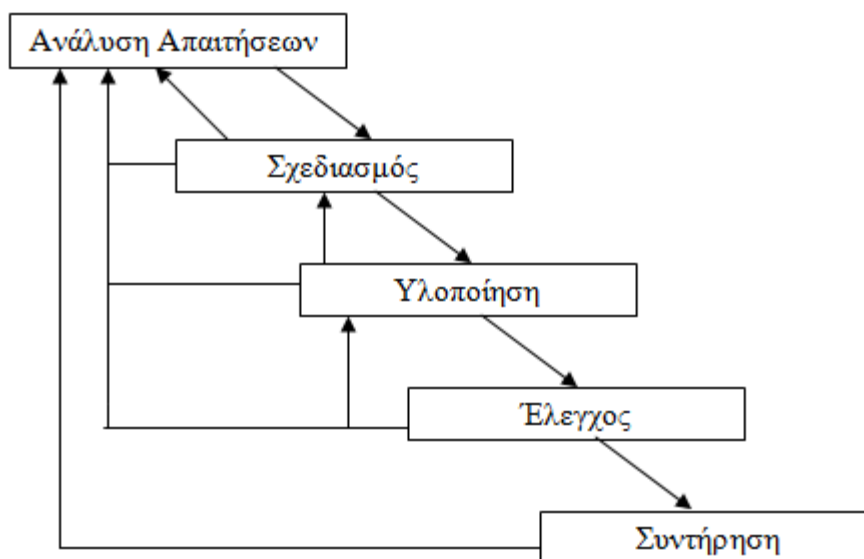 Ανάλυση Απαιτήσεων
Σχεδιασμός
Υλοποίηση
Έλεγχος
Συντήρηση